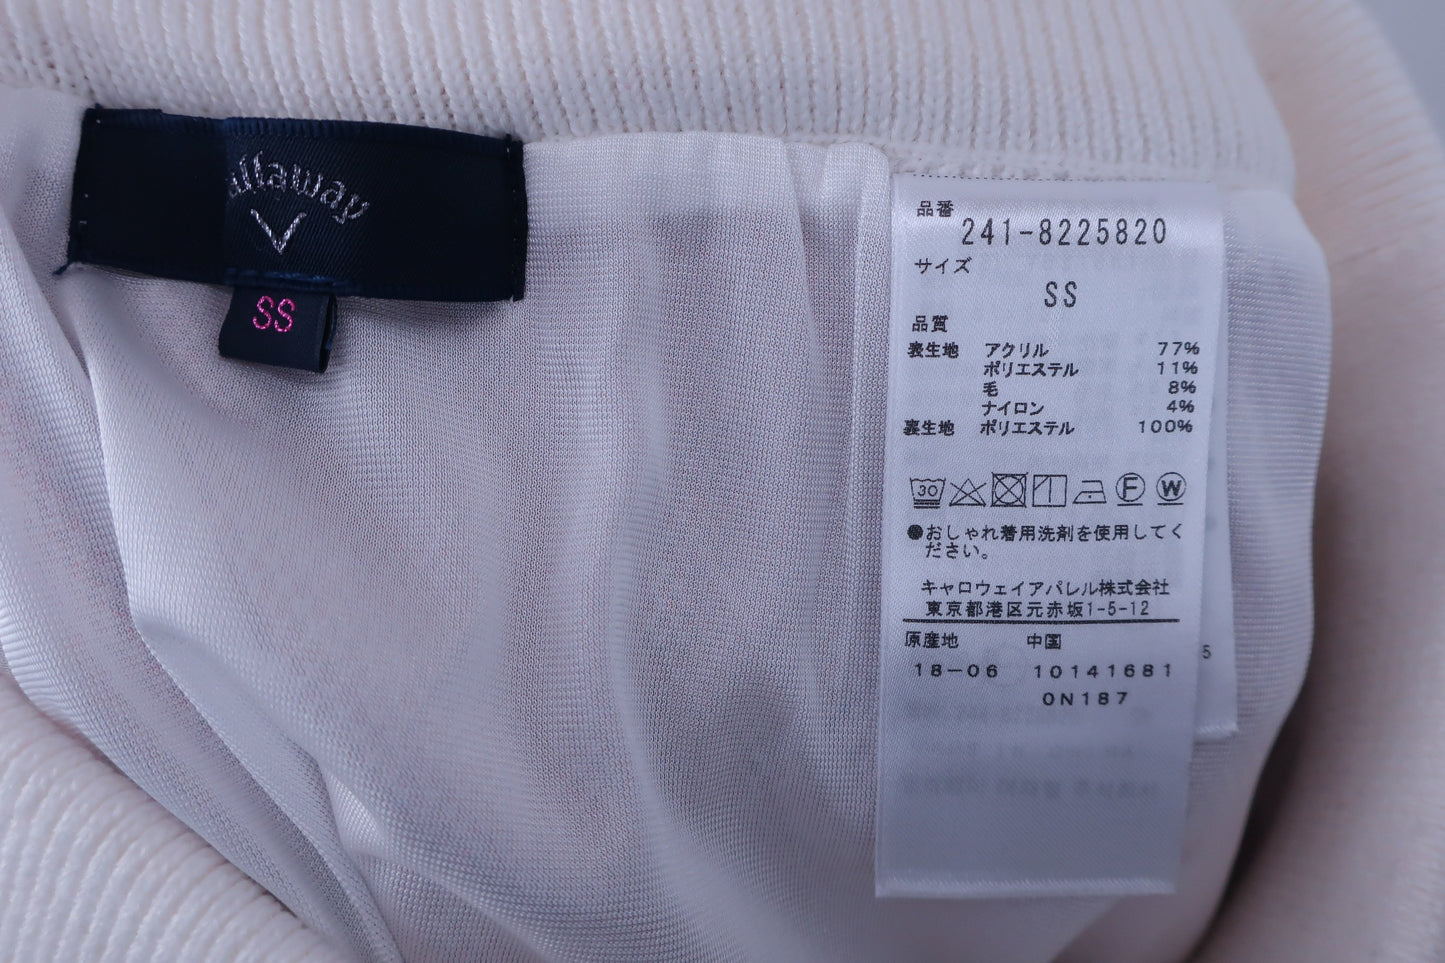 Callaway
SS
品番
241-8225820
サイズ
SS
品質
表生地 アクリル 77%
ポリエステル 11%
毛 8%
ナイロン 4%
裏生地 ポリエステル 100%
30 F W
●おしゃれ着用洗剤を使用してく
ださい。
キャロウェイアパレル株式会社
東京都港区元赤坂1-5-12
原産地 中国
18-06 10141681
0N187
5